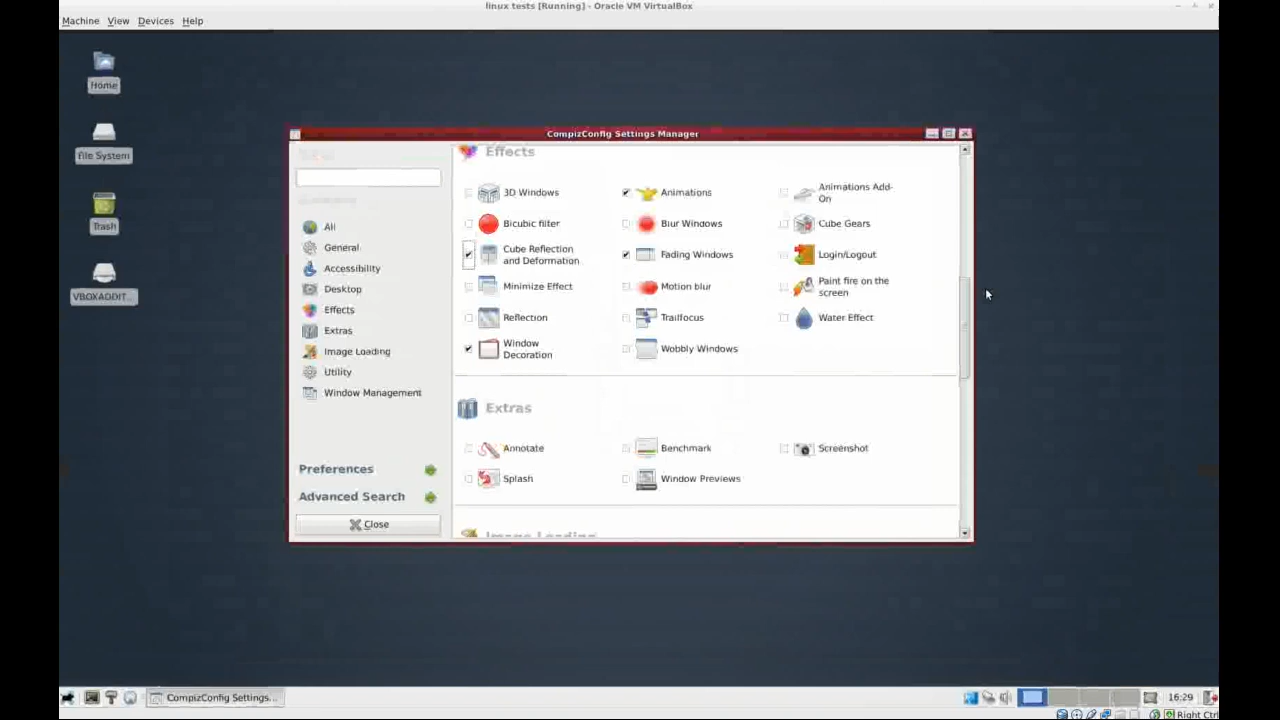 linux tests [Running] - Oracle VM VirtualBox
Machine View Devices Help
Home
File System
Trash
VBOXADDIT...
CompizConfig Settings Manager
All
General
Accessibility
Desktop
Effects
Extras
Image Loading
Utility
Window Management
Preferences
Advanced Search
Close
Effects
3D Windows
Animations
Animations Add-
On
Bicubic filter
Blur Windows
Cube Gears
Cube Reflection
and Deformation
Fading Windows
Login/Logout
Minimize Effect
Motion blur
Paint fire on the
screen
Reflection
Trailfocus
Water Effect
Window
Decoration
Wobbly Windows
Extras
Annotate
Benchmark
Screenshot
Splash
Window Previews
Image Loading
CompizConfig Settings...
16:29
Right Ctrl